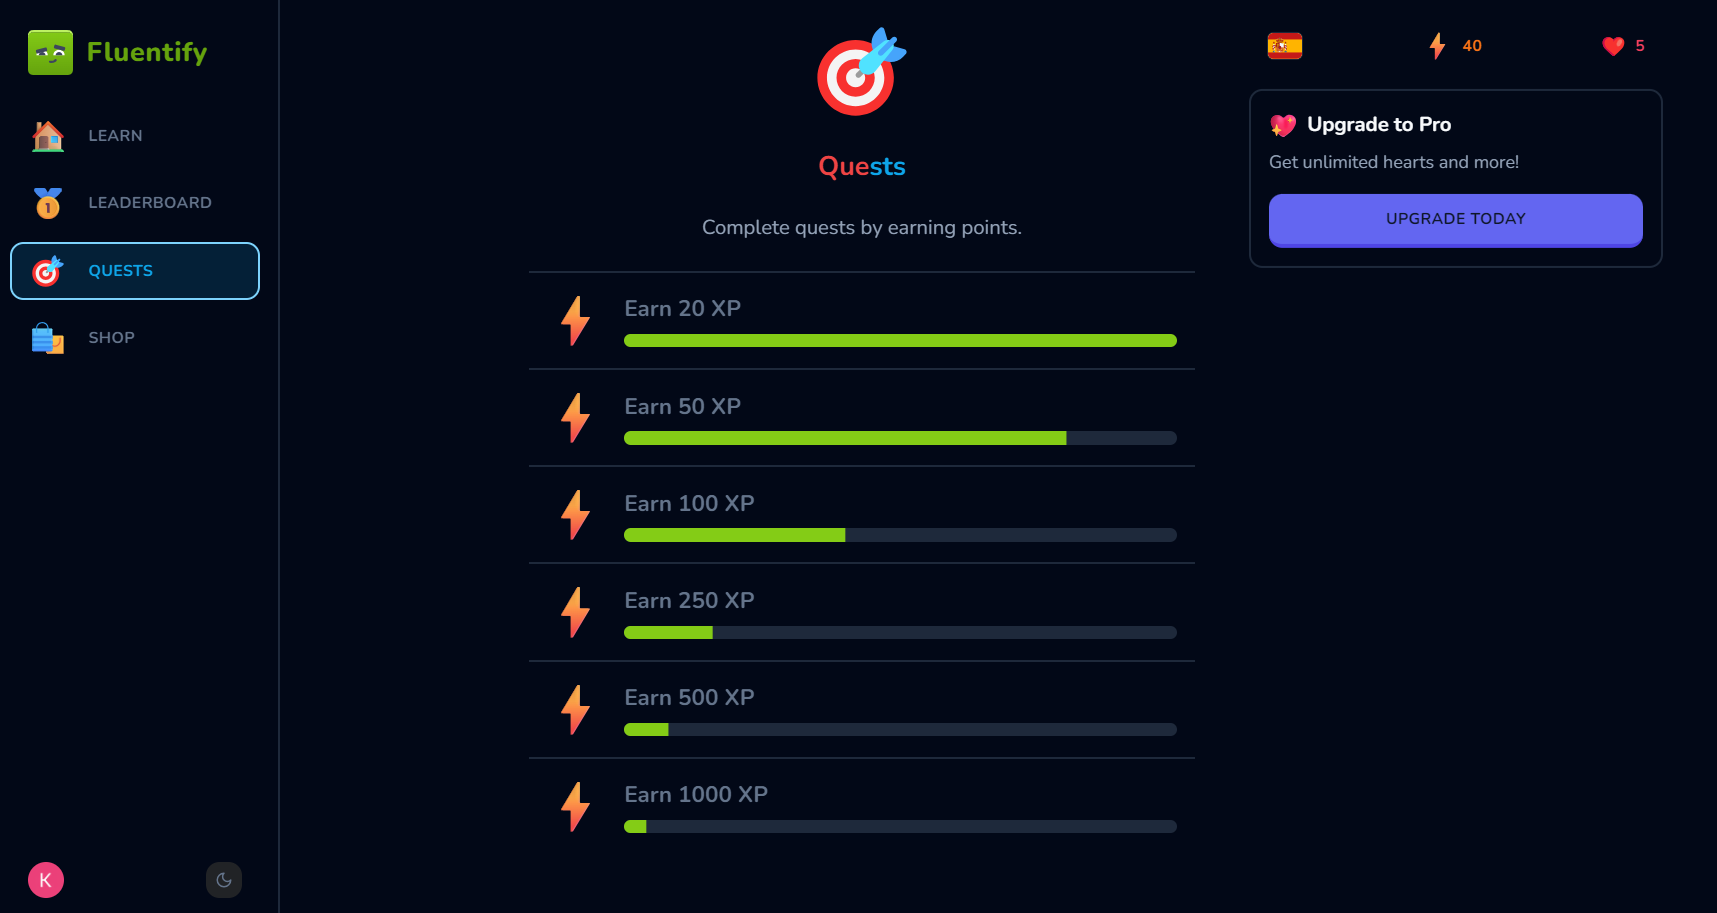 Fluentify
LEARN
LEADERBOARD
1
QUESTS
SHOP
K
Quests
Complete quests by earning points.
Earn 20 XP
Earn 50 XP
Earn 100 XP
Earn 250 XP
Earn 500 XP
Earn 1000 XP
40
5
Upgrade to Pro
Get unlimited hearts and more!
UPGRADE TODAY